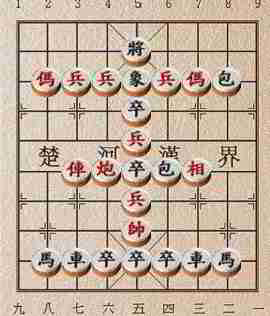 1 2 3 4 5 6 7 8 9
將
傌 兵 兵 象 兵 傌 包
卒
兵
楚 河 漢 界
俥 炮 卒 包 相
兵
帥
馬 車 卒 卒 卒 車 馬
九 八 七 六 五 四 三 二 一